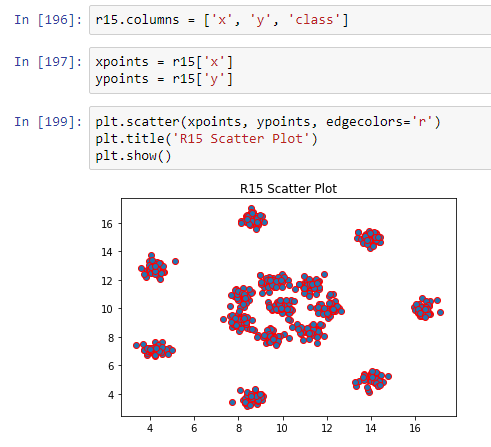 In [196]: r15.columns = ['x', 'y', 'class']
In [197]: xpoints = r15['x']
ypoints = r15['y']
In [199]: plt.scatter(xpoints, ypoints, edgecolors='r')
plt.title('R15 Scatter Plot')
plt.show()
R15 Scatter Plot
16
14
12
10
8
6
4
4 6 8 10 12 14 16